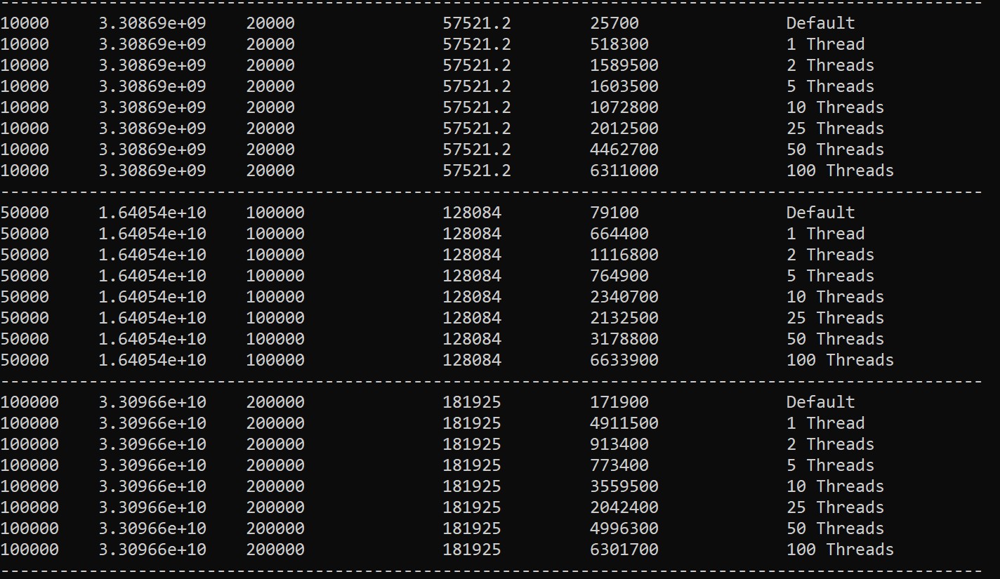 ----------------------------------------------------------------------------------------------------
10000     3.30869e+09    20000               57521.2        25700               Default
10000     3.30869e+09    20000               57521.2        518300              1 Thread
10000     3.30869e+09    20000               57521.2        1589500             2 Threads
10000     3.30869e+09    20000               57521.2        1603500             5 Threads
10000     3.30869e+09    20000               57521.2        1072800             10 Threads
10000     3.30869e+09    20000               57521.2        2012500             25 Threads
10000     3.30869e+09    20000               57521.2        4462700             50 Threads
10000     3.30869e+09    20000               57521.2        6311000             100 Threads
----------------------------------------------------------------------------------------------------
50000     1.64054e+10    100000              128084         79100               Default
50000     1.64054e+10    100000              128084         664400              1 Thread
50000     1.64054e+10    100000              128084         1116800             2 Threads
50000     1.64054e+10    100000              128084         764900              5 Threads
50000     1.64054e+10    100000              128084         2340700             10 Threads
50000     1.64054e+10    100000              128084         2132500             25 Threads
50000     1.64054e+10    100000              128084         3178800             50 Threads
50000     1.64054e+10    100000              128084         6633900             100 Threads
----------------------------------------------------------------------------------------------------
100000    3.30966e+10    200000              181925         171900              Default
100000    3.30966e+10    200000              181925         4911500             1 Thread
100000    3.30966e+10    200000              181925         913400              2 Threads
100000    3.30966e+10    200000              181925         773400              5 Threads
100000    3.30966e+10    200000              181925         3559500             10 Threads
100000    3.30966e+10    200000              181925         2042400             25 Threads
100000    3.30966e+10    200000              181925         4996300             50 Threads
100000    3.30966e+10    200000              181925         6301700             100 Threads
----------------------------------------------------------------------------------------------------